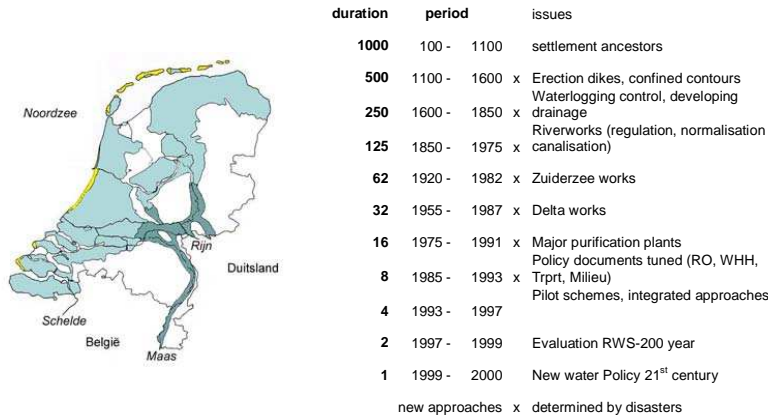 Noordzee
Rijn
Duitsland
Schelde
België
Maas
duration period issues
1000 100 - 1100 settlement ancestors
500 1100 - 1600 x Erection dikes, confined contours
250 1600 - 1850 x Waterlogging control, developing
drainage
125 1850 - 1975 x Riverworks (regulation, normalisation
canalisation)
62 1920 - 1982 x Zuiderzee works
32 1955 - 1987 x Delta works
16 1975 - 1991 x Major purification plants
8 1985 - 1993 x Policy documents tuned (RO, WHH,
Trprt, Milieu)
4 1993 - 1997 Pilot schemes, integrated approaches
2 1997 - 1999 Evaluation RWS-200 year
1 1999 - 2000 New water Policy 21st century
new approaches x determined by disasters